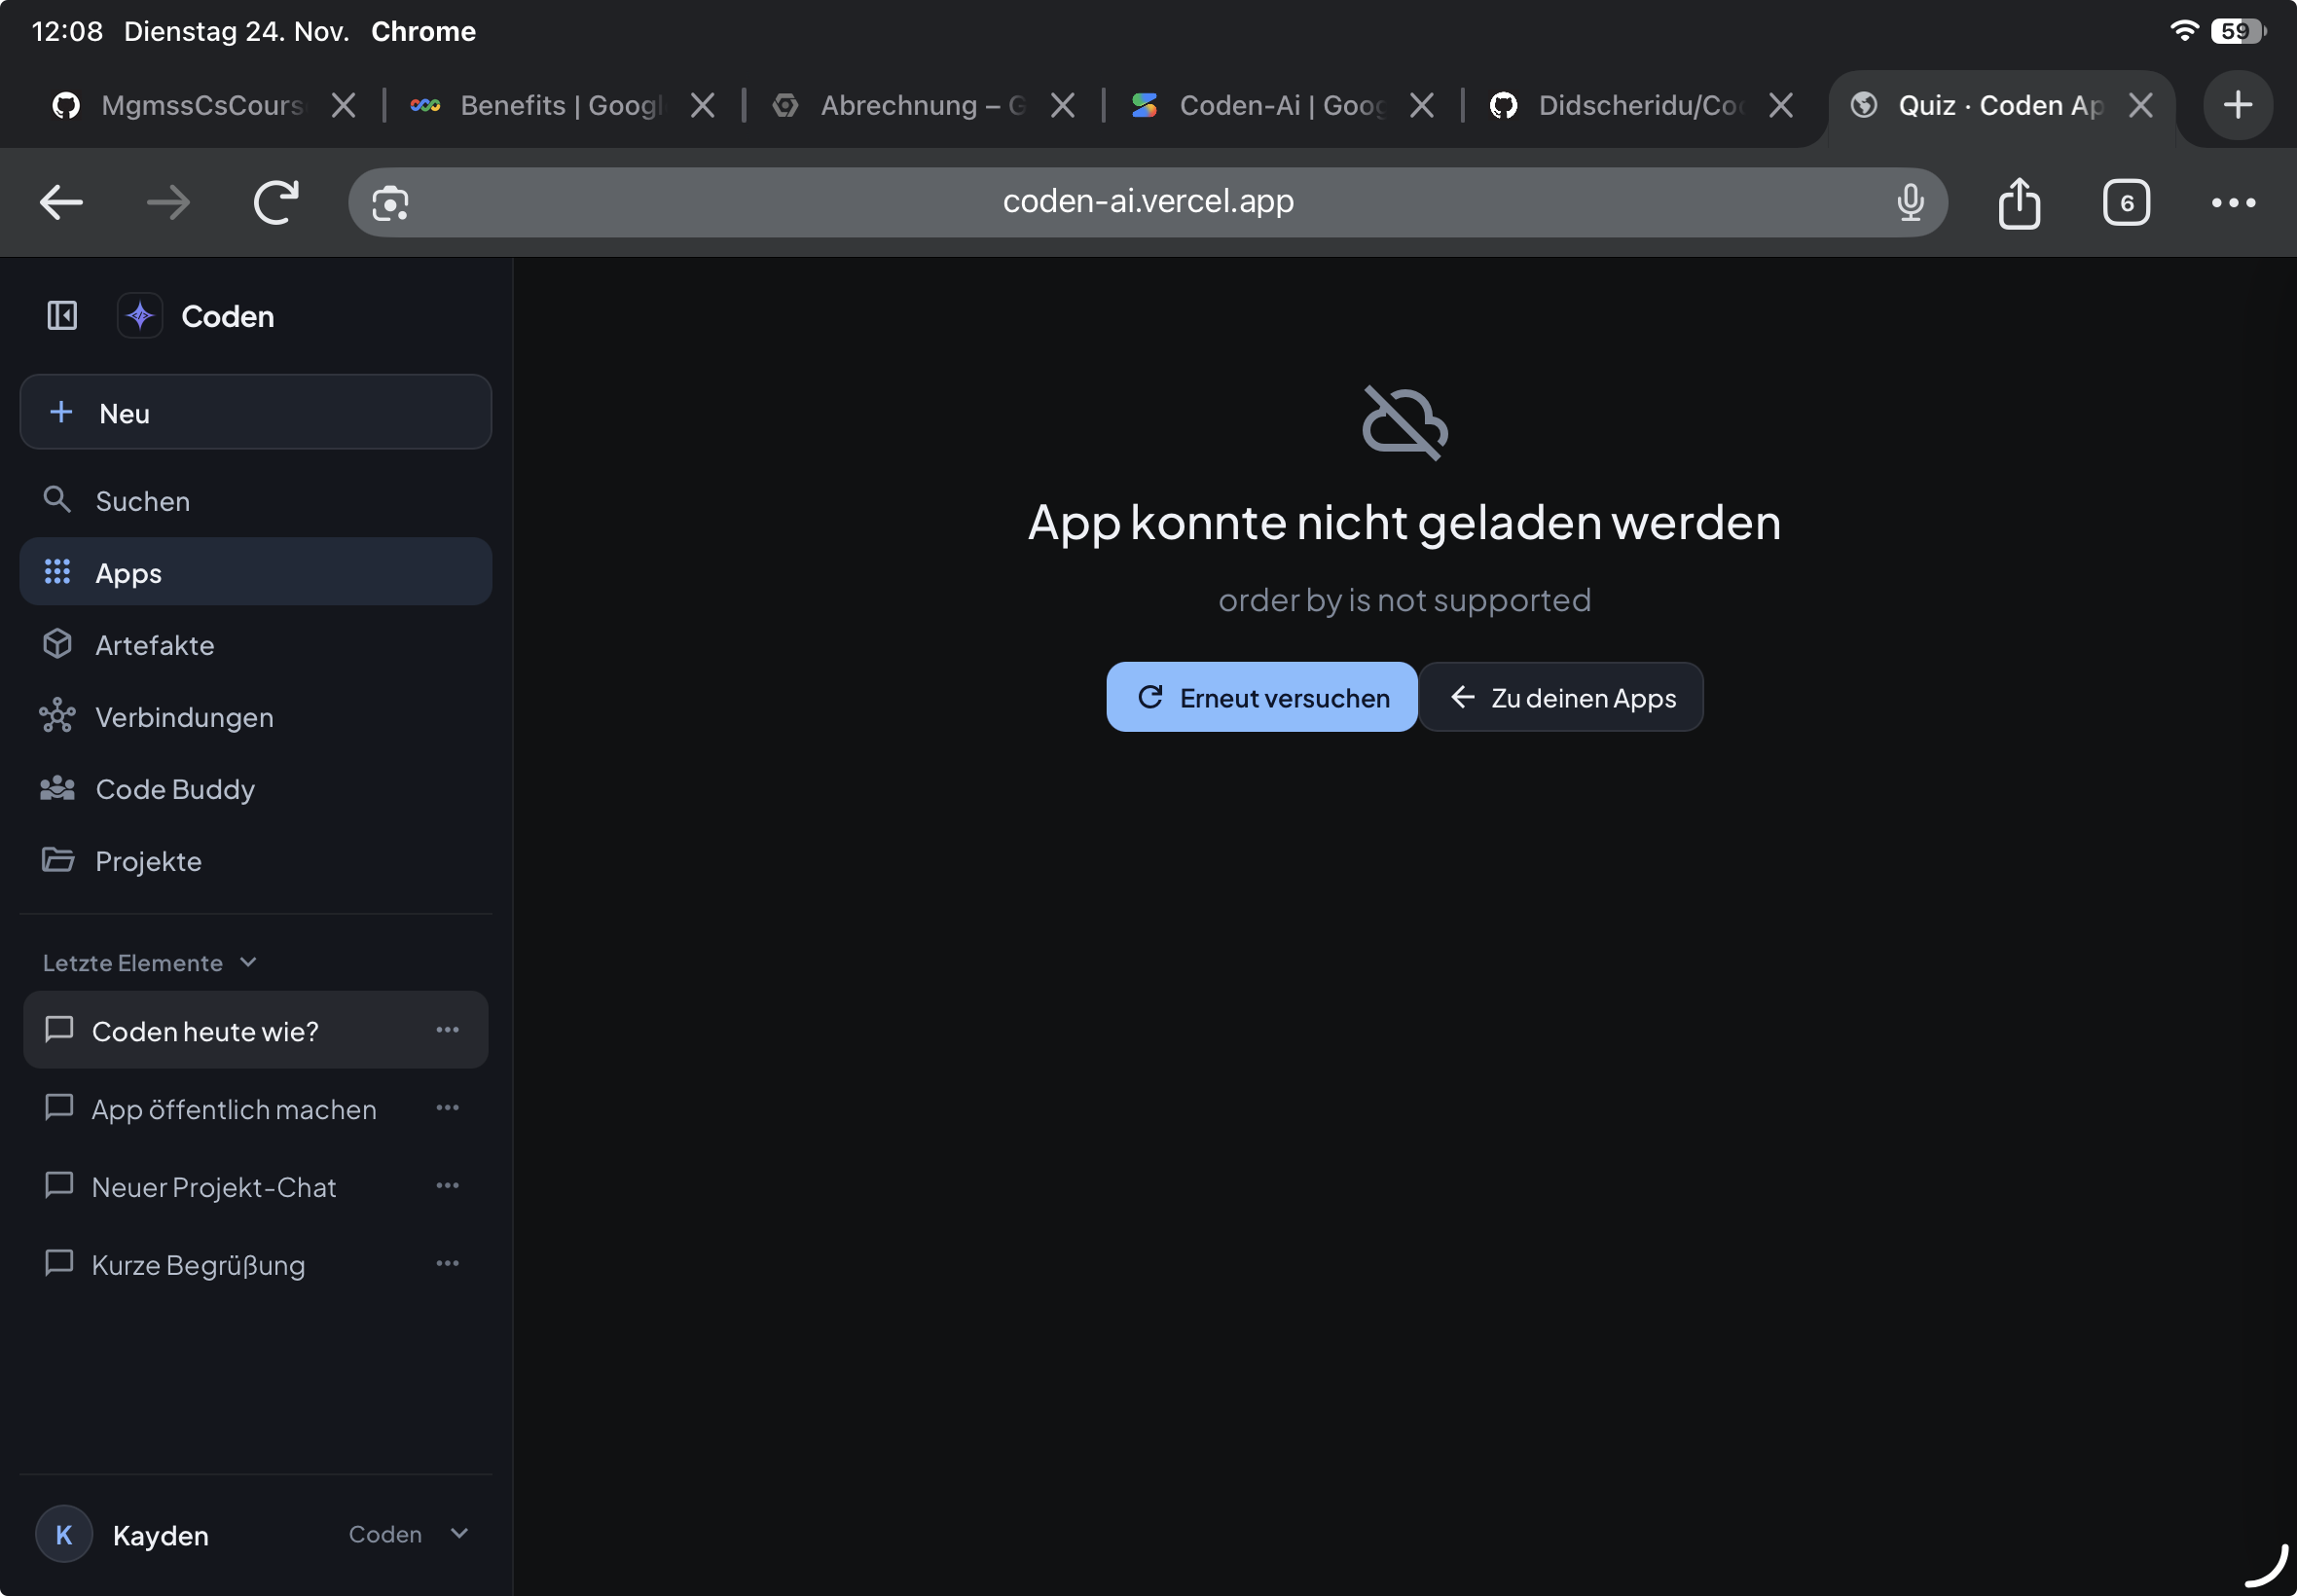 12:08 Dienstag 24. Nov. Chrome 59
MgmssCsCours Benefits | Googl Abrechnung – G Coden-Ai | Goog Didscheridu/Co Quiz · Coden Ap
coden-ai.vercel.app 6
Coden
Neu
Suchen
Apps
Artefakte
Verbindungen
Code Buddy
Projekte
Letzte Elemente
Coden heute wie?
App öffentlich machen
Neuer Projekt-Chat
Kurze Begrüßung
K Kayden Coden
App konnte nicht geladen werden
order by is not supported
Erneut versuchen Zu deinen Apps